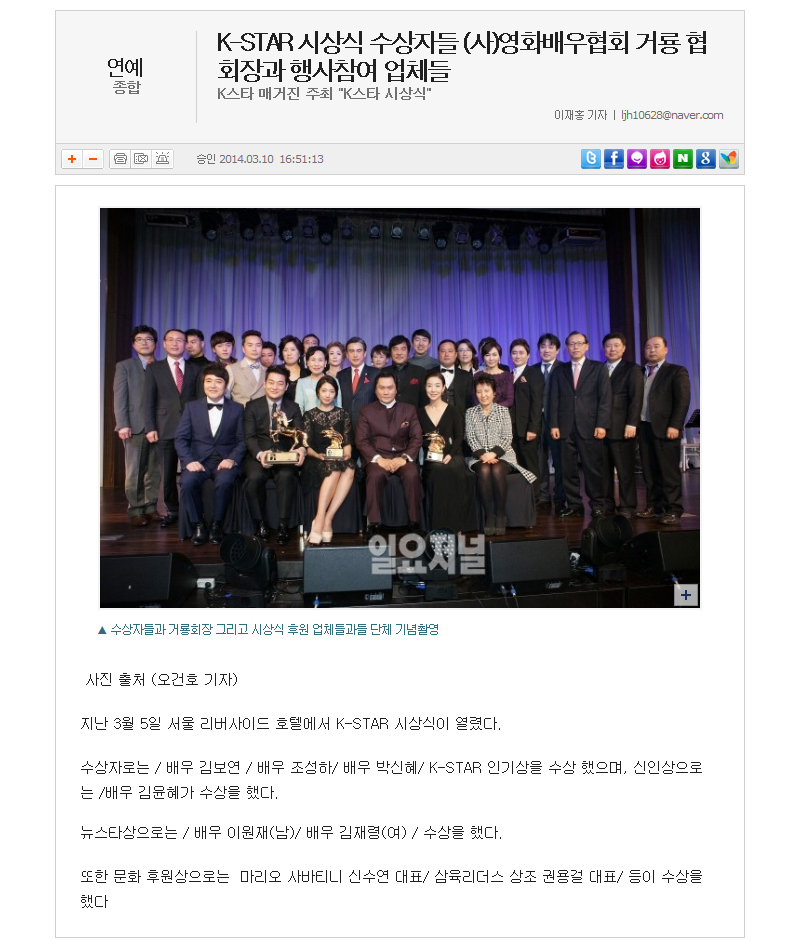 연예
종합
K-STAR 시상식 수상자들 (사)영화배우협회 거룡 협
회장과 행사참여 업체들
K스타 매거진 주최 "K스타 시상식"
이재홍 기자 | ljh10628@naver.com
승인 2014.03.10 16:51:13
일요저널
▲ 수상자들과 거룡회장 그리고 시상식 후원 업체들과들 단체 기념촬영
사진 출처 (오건호 기자)
지난 3월 5일 서울 리버사이드 호텔에서 K-STAR 시상식이 열렸다.
수상자로는 / 배우 김보연 / 배우 조성하/ 배우 박신혜/ K-STAR 인기상을 수상 했으며, 신인상으로
는 /배우 김윤혜가 수상을 했다.
뉴스타상으로는 / 배우 이원재(남)/ 배우 김재령(여) / 수상을 했다.
또한 문화 후원상으로는 마리오 사바티니 신수연 대표/ 삼육리더스 상조 권용걸 대표/ 등이 수상을
했다